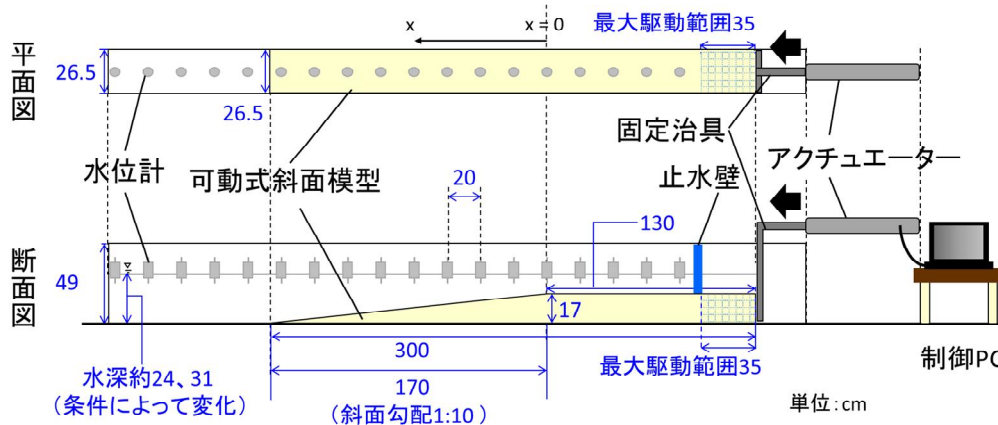 x
x = 0
最大駆動範囲35
平面図
26.5
26.5
固定治具
アクチュエーター
水位計
可動式斜面模型
20
止水壁
130
断面図
49
17
300
最大駆動範囲35
制御PC
水深約24、31
(条件によって変化)
170
(斜面勾配1:10)
単位:cm